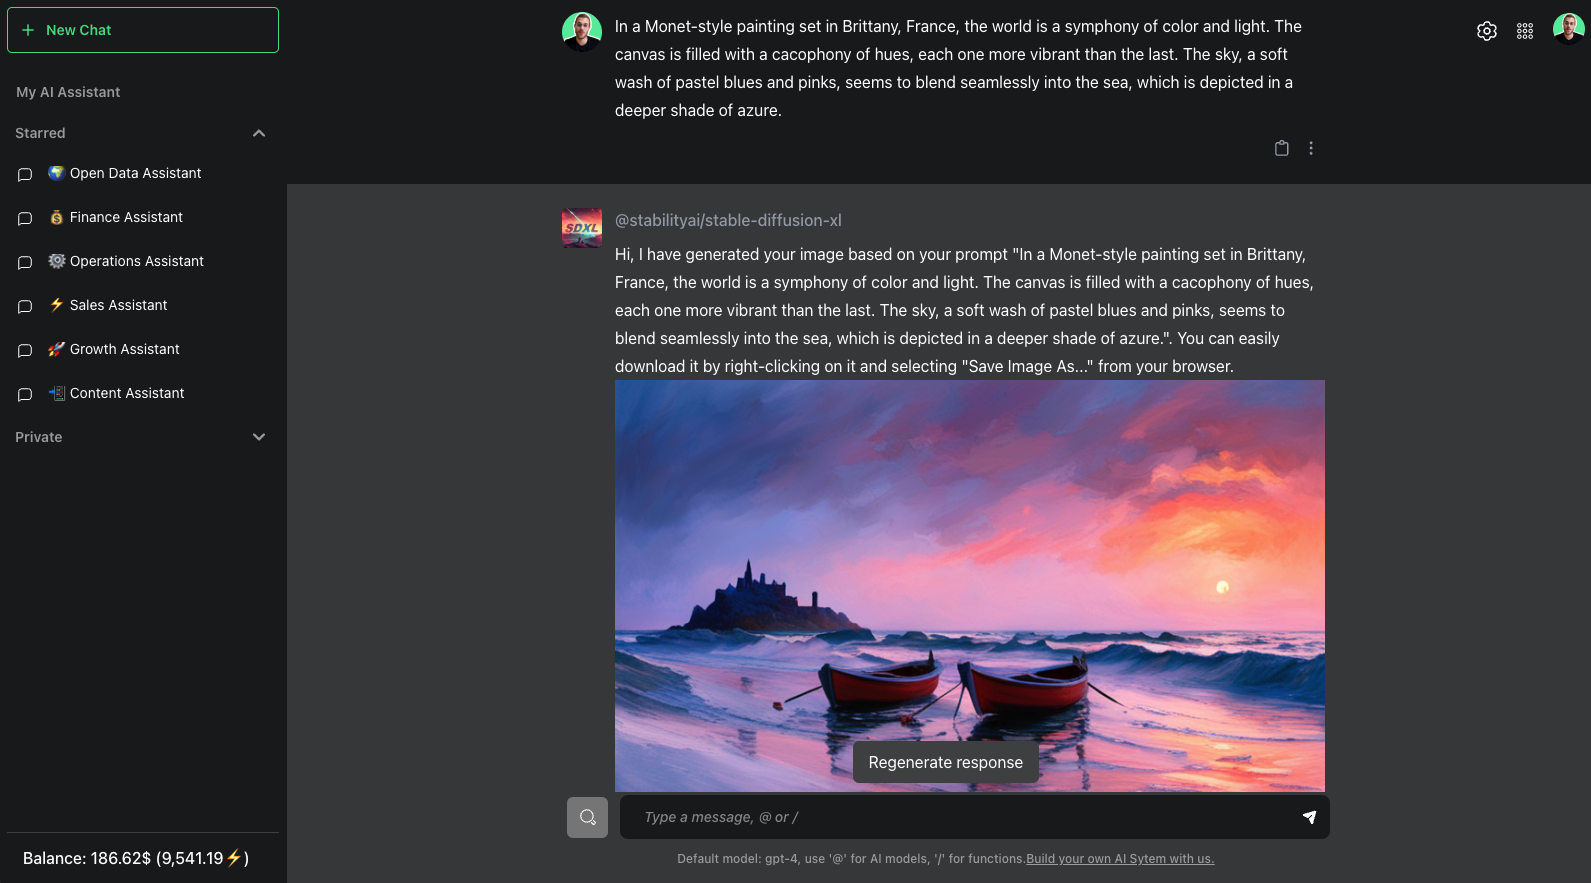 New Chat
My AI Assistant
Starred
Open Data Assistant
Finance Assistant
Operations Assistant
Sales Assistant
Growth Assistant
Content Assistant
Private
Balance: 186.62$ (9,541.19⚡)
In a Monet-style painting set in Brittany, France, the world is a symphony of color and light. The
canvas is filled with a cacophony of hues, each one more vibrant than the last. The sky, a soft
wash of pastel blues and pinks, seems to blend seamlessly into the sea, which is depicted in a
deeper shade of azure.
SDXL
@stabilityai/stable-diffusion-xl
Hi, I have generated your image based on your prompt "In a Monet-style painting set in Brittany,
France, the world is a symphony of color and light. The canvas is filled with a cacophony of hues,
each one more vibrant than the last. The sky, a soft wash of pastel blues and pinks, seems to
blend seamlessly into the sea, which is depicted in a deeper shade of azure.". You can easily
download it by right-clicking on it and selecting "Save Image As..." from your browser.
Regenerate response
Type a message, @ or /
Default model: gpt-4, use '@' for AI models, '/' for functions.Build your own AI Sytem with us.